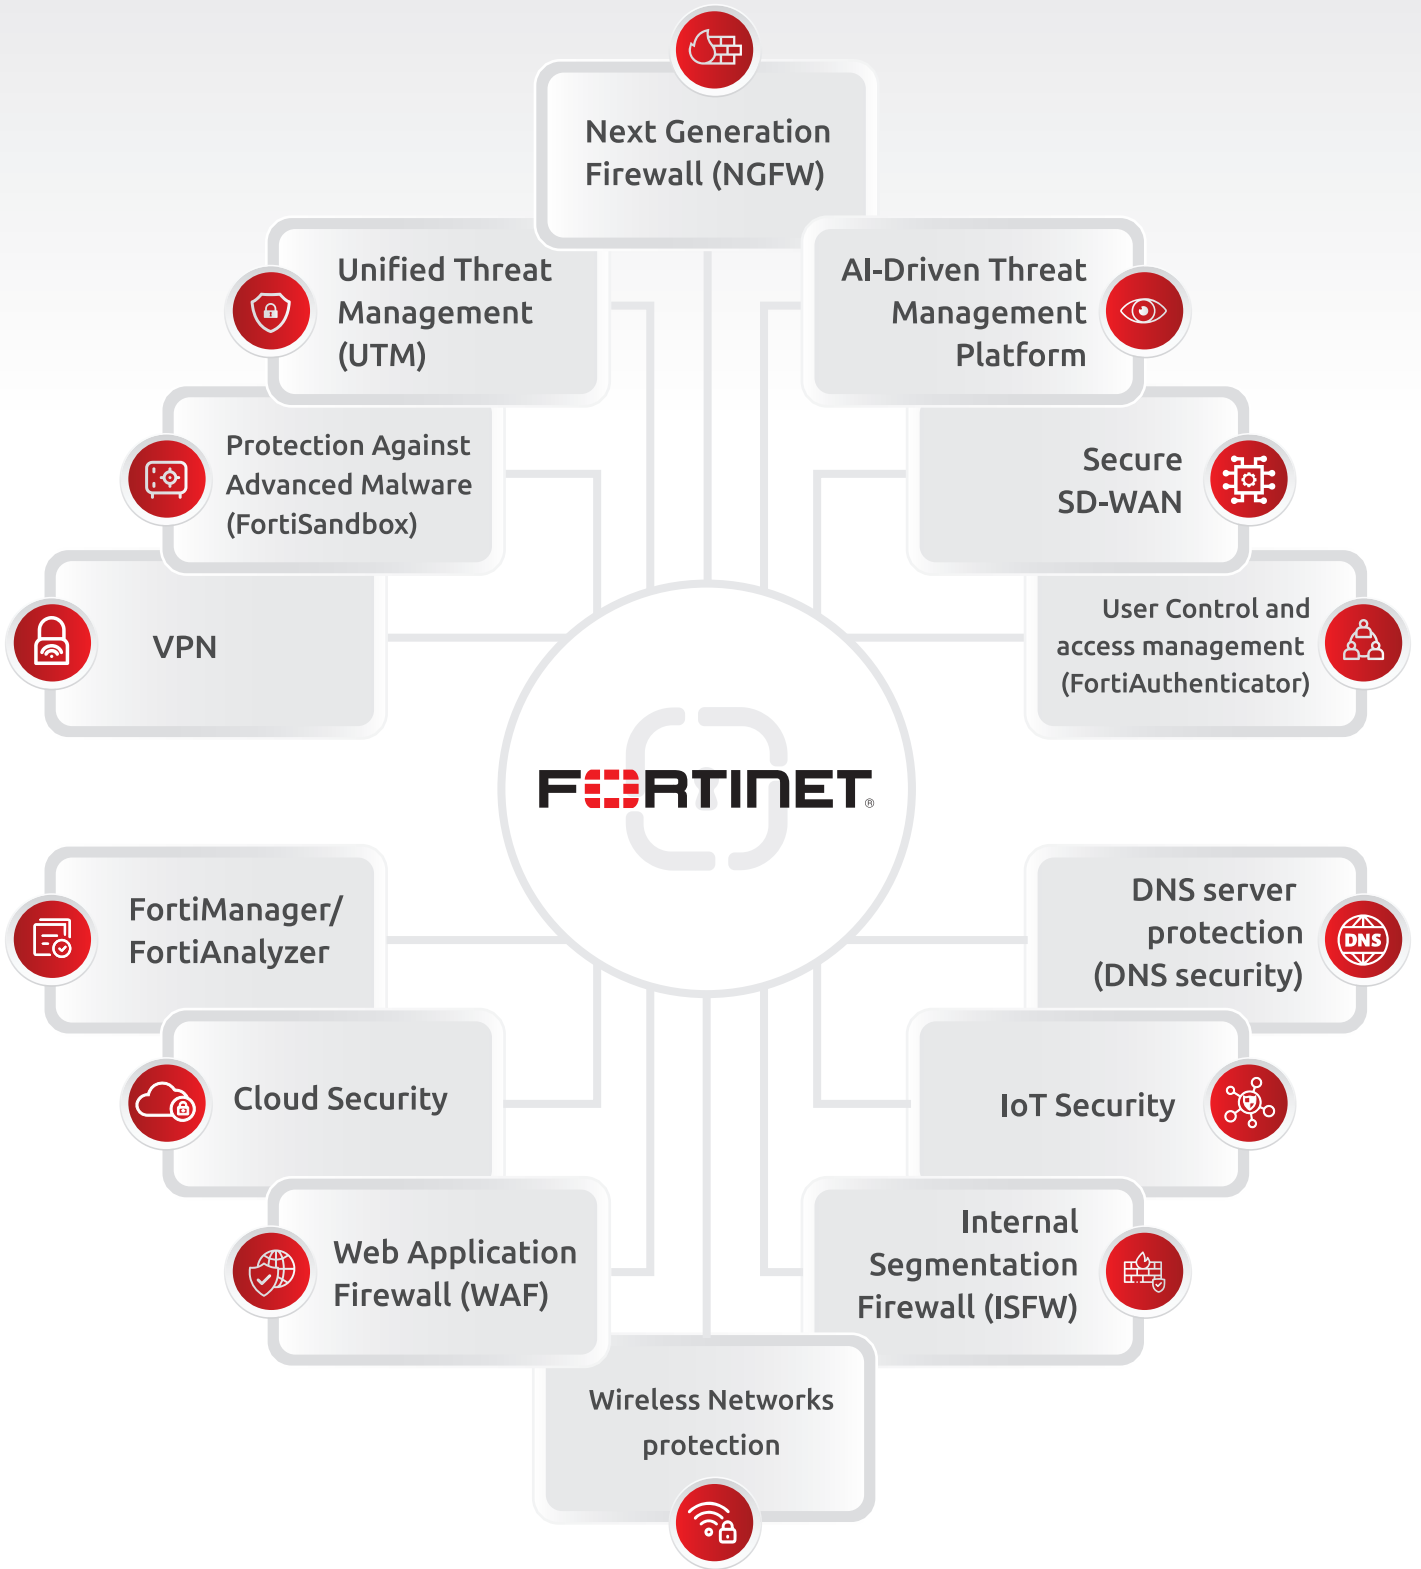 Next Generation
Firewall (NGFW)
Unified Threat
Management
(UTM)
AI-Driven Threat
Management
Platform
Protection Against
Advanced Malware
(FortiSandbox)
Secure
SD-WAN
VPN
User Control and
access management
(FortiAuthenticator)
FORTINET®
FortiManager/
FortiAnalyzer
DNS server
protection
(DNS security)
DNS
Cloud Security
IoT Security
Web Application
Firewall (WAF)
Internal
Segmentation
Firewall (ISFW)
Wireless Networks
protection